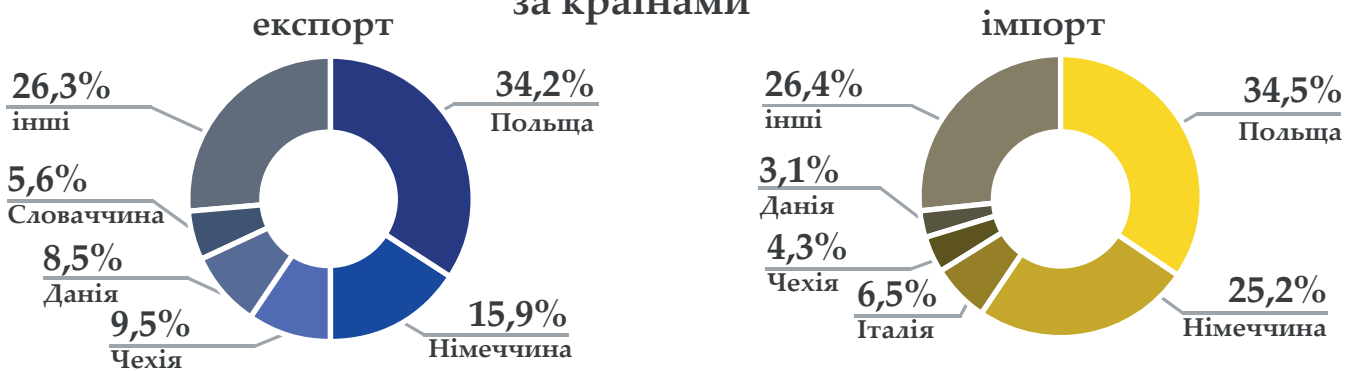 за країнами
експорт
26,3%
інші
34,2%
Польща
5,6%
Словаччина
8,5%
Данія
9,5%
Чехія
15,9%
Німеччина
імпорт
26,4%
інші
34,5%
Польща
3,1%
Данія
4,3%
Чехія
6,5%
Італія
25,2%
Німеччина